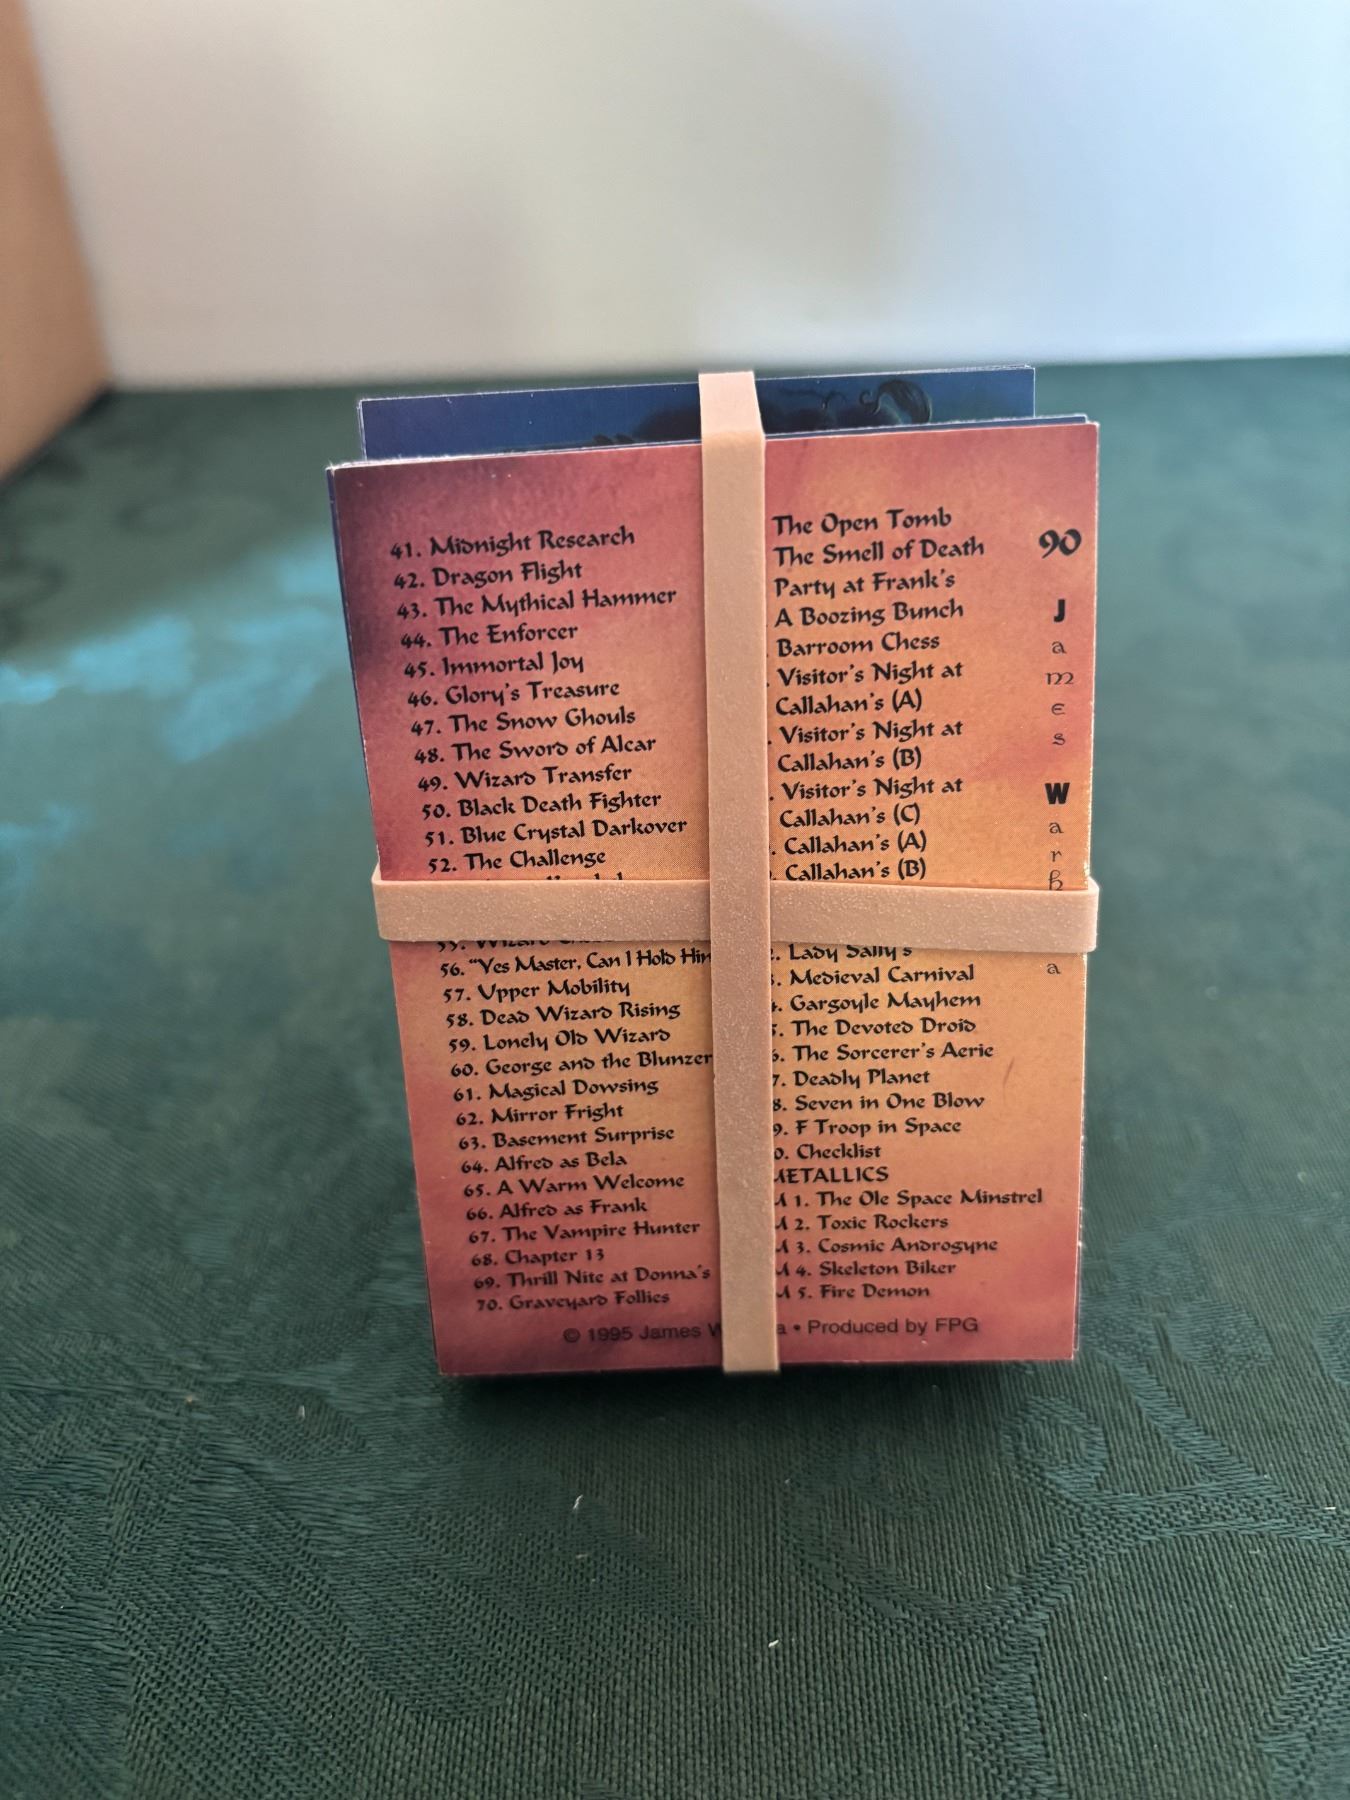 41. Midnight Research
42. Dragon Flight
43. The Mythical Hammer
44. The Enforcer
45. Immortal Joy
46. Glory's Treasure
47. The Snow Ghouls
48. The Sword of Alcar
49. Wizard Transfer
50. Black Death Fighter
51. Blue Crystal Darkover
52. The Challenge
55. Wizard
56. "Yes Master, Can I Hold Him
57. Upper Mobility
58. Dead Wizard Rising
59. Lonely Old Wizard
60. George and the Blunzer
61. Magical Dowsing
62. Mirror Fright
63. Basement Surprise
64. Alfred as Bela
65. A Warm Welcome
66. Alfred as Frank
67. The Vampire Hunter
68. Chapter 13
69. Thrill Nite at Donna's
70. Graveyard Follies
The Open Tomb
The Smell of Death
Party at Frank's
A Boozing Bunch
Barroom Chess
Visitor's Night at
Callahan's (A)
Visitor's Night at
Callahan's (B)
Visitor's Night at
Callahan's (C)
Callahan's (A)
Callahan's (B)
Lady Sally's
Medieval Carnival
Gargoyle Mayhem
The Devoted Droid
The Sorcerer's Aerie
7. Deadly Planet
8. Seven in One Blow
9. F Troop in Space
0. Checklist
METALLICS
M 1. The Ole Space Minstrel
M 2. Toxic Rockers
M 3. Cosmic Androgyne
M 4. Skeleton Biker
M 5. Fire Demon
90
James
Warh a
© 1995 James W a • Produced by FPG